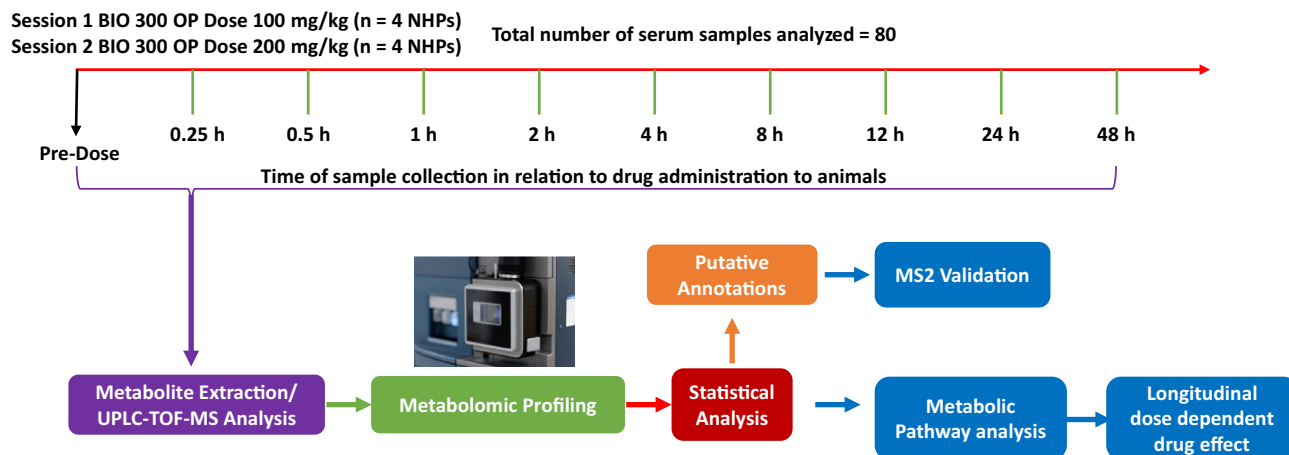 Session 1 BIO 300 OP Dose 100 mg/kg (n = 4 NHPs)
Session 2 BIO 300 OP Dose 200 mg/kg (n = 4 NHPs)
Total number of serum samples analyzed = 80
Pre-Dose
0.25 h
0.5 h
1 h
2 h
4 h
8 h
12 h
24 h
48 h
Time of sample collection in relation to drug administration to animals
Putative
Annotations
MS2 Validation
Metabolite Extraction/
UPLC-TOF-MS Analysis
Metabolomic Profiling
Statistical
Analysis
Metabolic
Pathway analysis
Longitudinal
dose dependent
drug effect